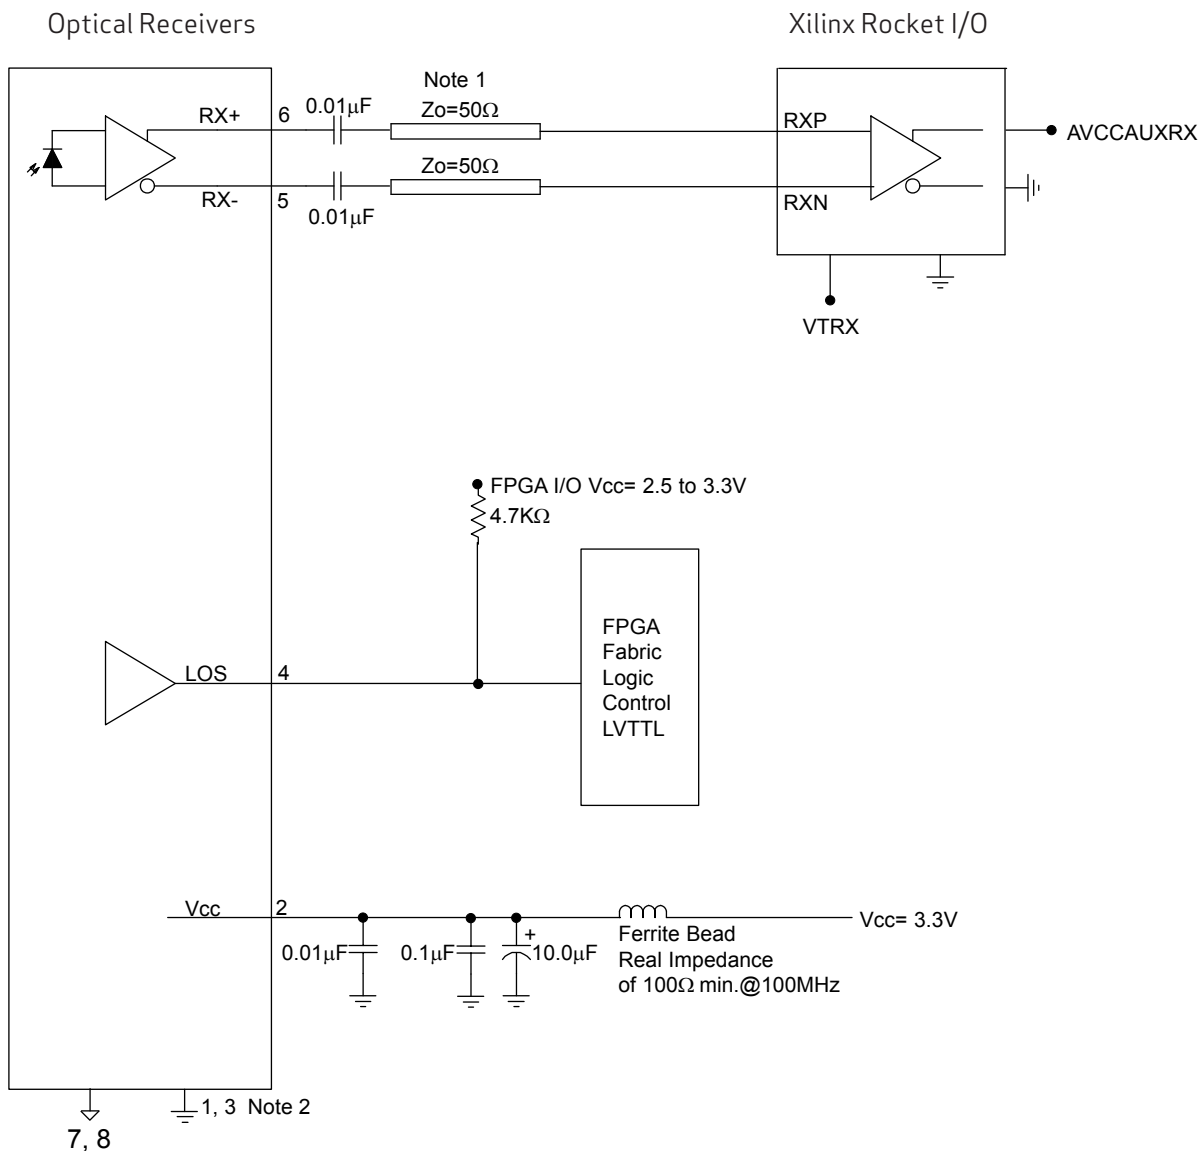 Optical Receivers
Xilinx Rocket I/O
Note 1
RX+
6
0.01µF
Zo=50Ω
RXP
AVCCAUXRX
Zo=50Ω
RX-
5
0.01µF
RXN
VTRX
FPGA I/O Vcc= 2.5 to 3.3V
4.7KΩ
FPGA
Fabric
Logic
Control
LVTTL
LOS
4
Vcc
2
Vcc= 3.3V
0.01µF
0.1µF
+
10.0µF
Ferrite Bead
Real Impedance
of 100Ω min.@100MHz
1, 3 Note 2
7, 8